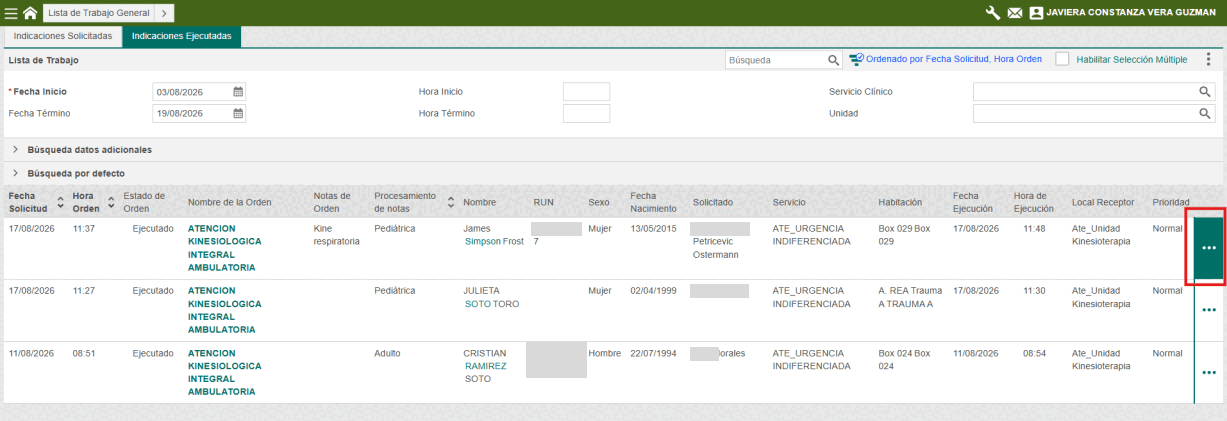 Lista de Trabajo General >
JAVIERA CONSTANZA VERA GUZMAN
Indicaciones Solicitadas
Indicaciones Ejecutadas
Lista de Trabajo
Búsqueda
Ordenado por Fecha Solicitud, Hora Orden
Habilitar Selección Múltiple
* Fecha Inicio 03/08/2026
Hora Inicio
Servicio Clínico
Fecha Término 19/08/2026
Hora Término
Unidad
> Búsqueda datos adicionales
> Búsqueda por defecto
Fecha Solicitud
Hora Orden
Estado de Orden
Nombre de la Orden
Notas de Orden
Procesamiento de notas
Nombre
RUN
Sexo
Fecha Nacimiento
Solicitado
Servicio
Habitación
Fecha Ejecución
Hora de Ejecución
Local Receptor
Prioridad
17/08/2026 11:37 Ejecutado ATENCION Kine Pediátrica James Mujer 13/05/2015 ATE_URGENCIA Box 029 Box 17/08/2026 11:48 Ate_Unidad Normal
KINESIOLOGICA respiratoria Simpson Frost 7 Petricevic INDIFERENCIADA 029 Kinesioterapia
INTEGRAL Ostermann
AMBULATORIA
17/08/2026 11:27 Ejecutado ATENCION Pediátrica JULIETA Mujer 02/04/1999 ATE_URGENCIA A. REA Trauma 17/08/2026 11:30 Ate_Unidad Normal
KINESIOLOGICA SOTO TORO INDIFERENCIADA A TRAUMA A Kinesioterapia
INTEGRAL
AMBULATORIA
11/08/2026 08:51 Ejecutado ATENCION Adulto CRISTIAN Hombre 22/07/1994 orales ATE_URGENCIA Box 024 Box 11/08/2026 08:54 Ate_Unidad Normal
KINESIOLOGICA RAMIREZ INDIFERENCIADA 024 Kinesioterapia
INTEGRAL SOTO
AMBULATORIA